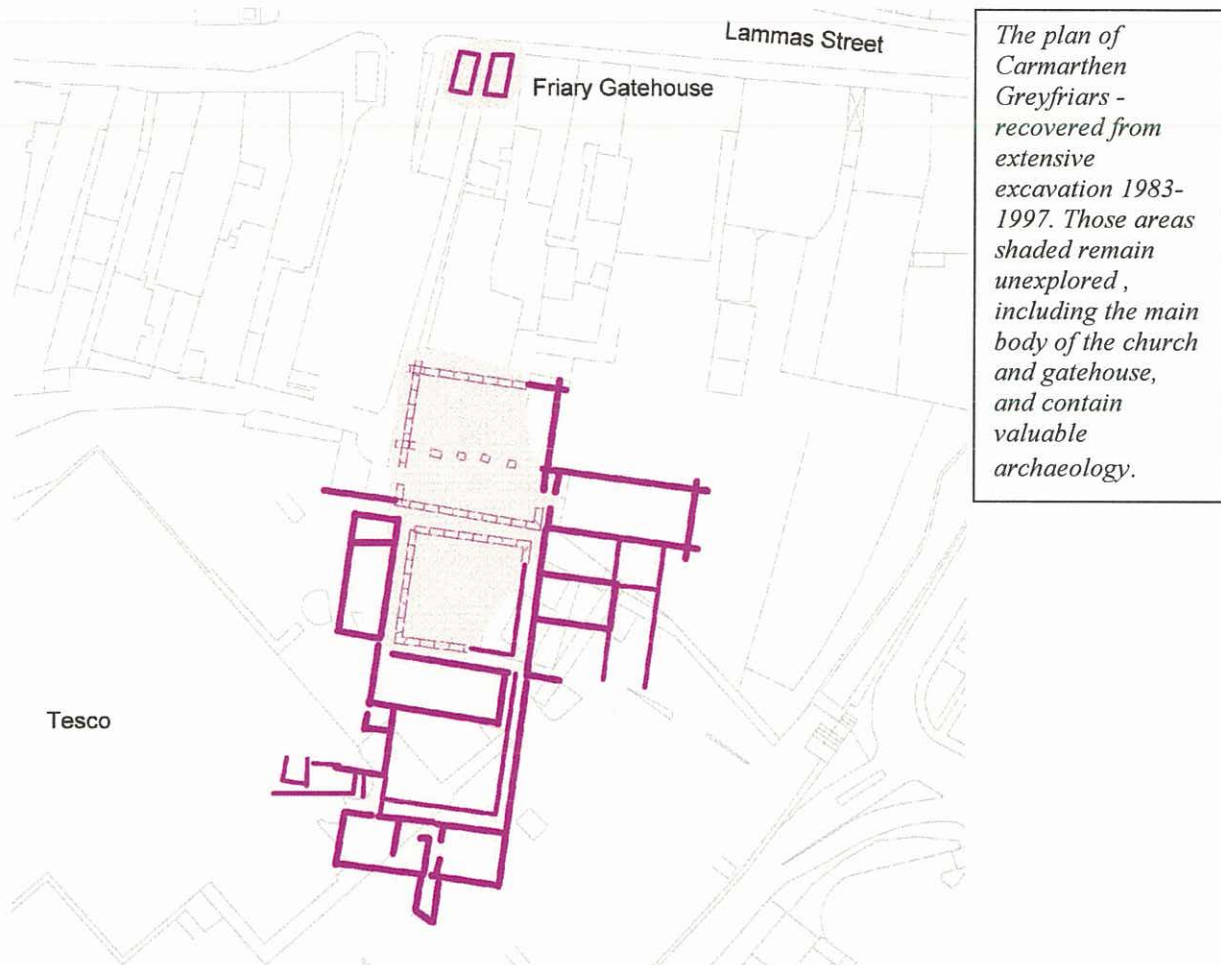 Lammas Street
Friary Gatehouse
Tesco
The plan of
Carmarthen
Greyfriars -
recovered from
extensive
excavation 1983-
1997. Those areas
shaded remain
unexplored ,
including the main
body of the church
and gatehouse,
and contain
valuable
archaeology.